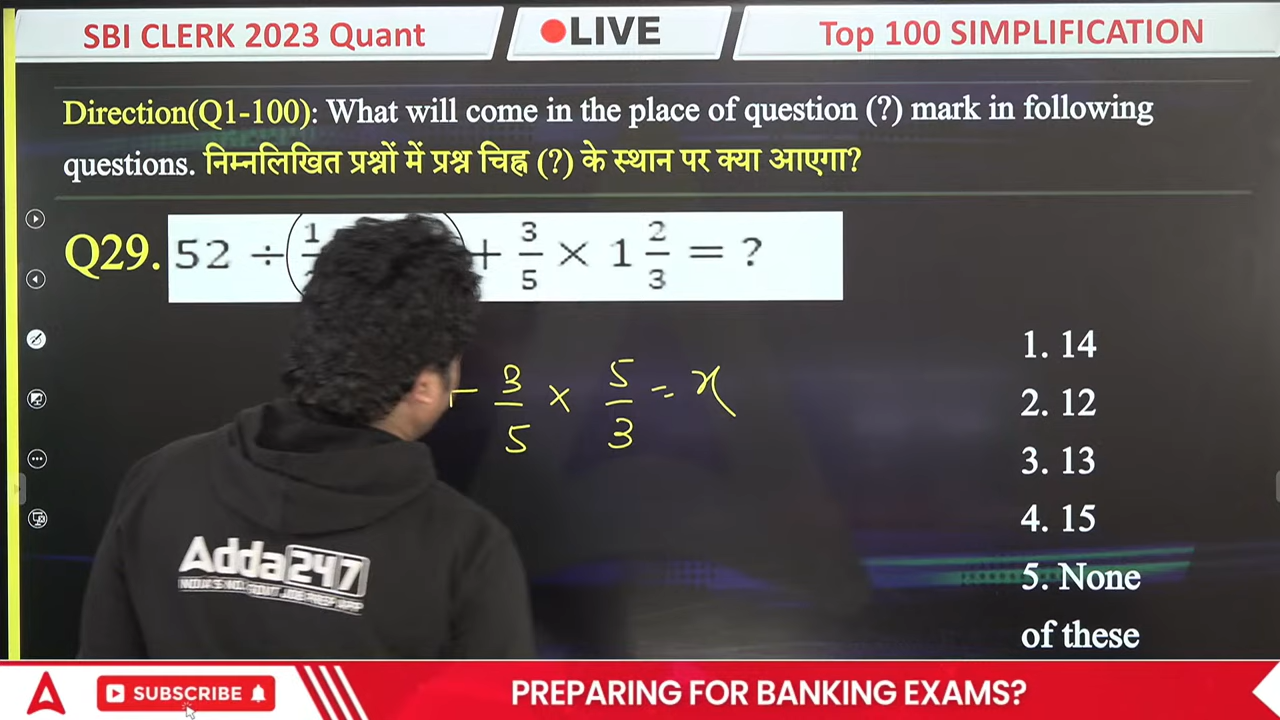 SBI CLERK 2023 Quant
LIVE
Top 100 SIMPLIFICATION
Direction(Q1-100): What will come in the place of question (?) mark in following
questions. निम्नलिखित प्रश्नों में प्रश्न चिह्न (?) के स्थान पर क्या आएगा?
Q29. 52 ÷ ( 1/ + 3/5 × 1 2/3 = ?
3/5 × 5/3 = x
1. 14
2. 12
3. 13
4. 15
5. None
of these
Adda247
SUBSCRIBE
PREPARING FOR BANKING EXAMS?